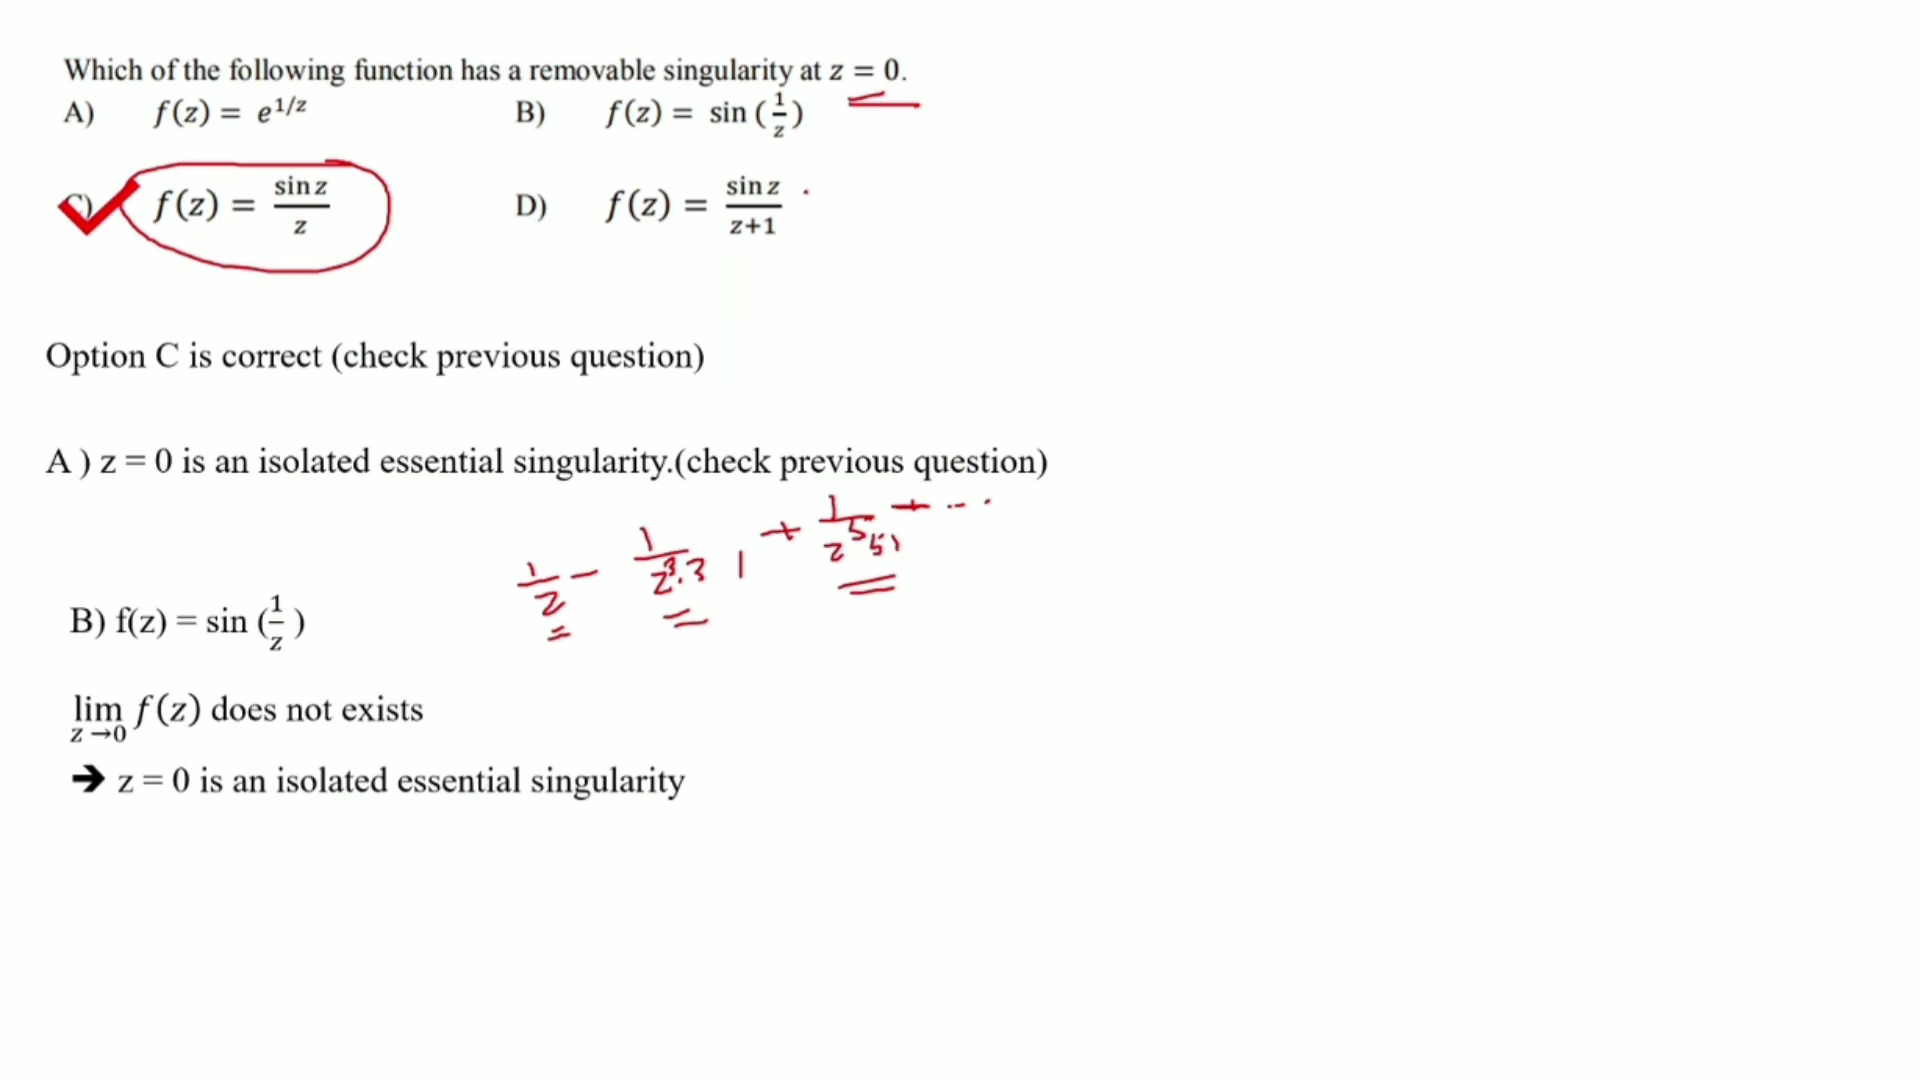 Which of the following function has a removable singularity at z = 0.
A) f(z) = e^{1/z} B) f(z) = sin (1/z)
C) f(z) = sin z / z D) f(z) = sin z / z+1
Option C is correct (check previous question)
A ) z = 0 is an isolated essential singularity.(check previous question)
1/z - 1/z^3.3! + 1/z^5 5! + ...
B) f(z) = sin (1/z )
lim z→0 f(z) does not exists
➔ z = 0 is an isolated essential singularity